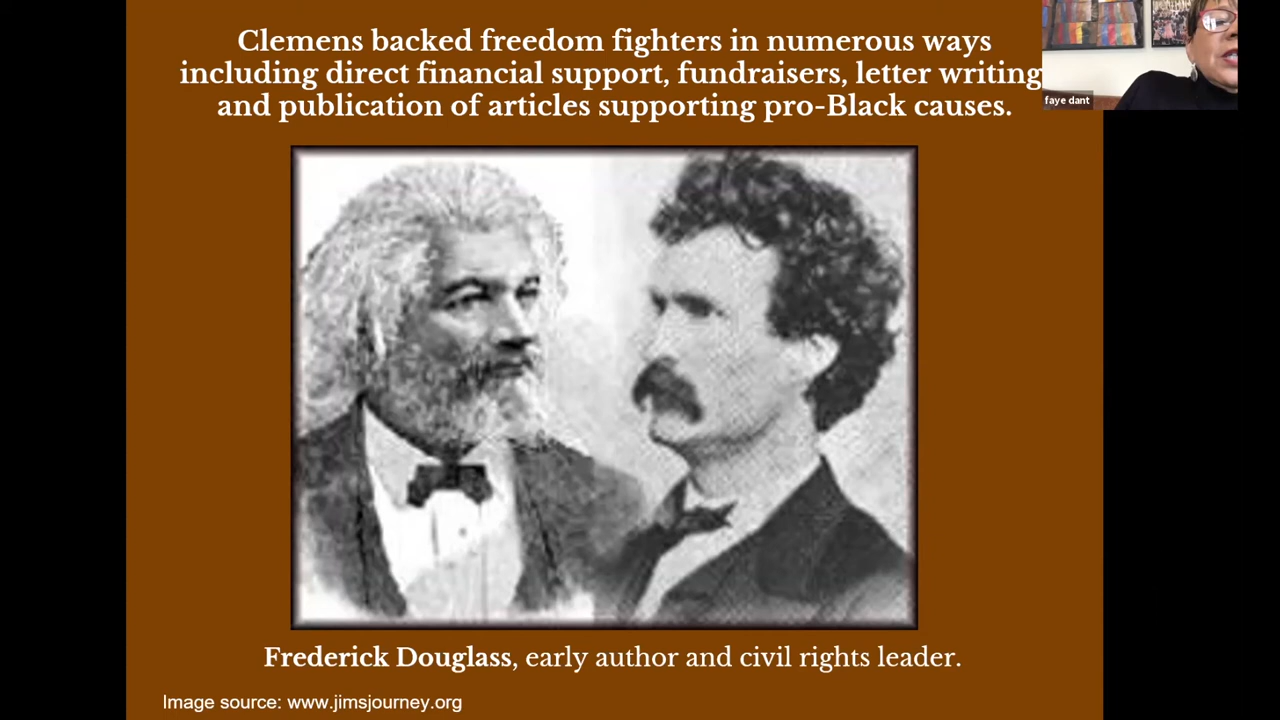 Clemens backed freedom fighters in numerous ways
including direct financial support, fundraisers, letter writing
and publication of articles supporting pro-Black causes.
faye dant
Frederick Douglass, early author and civil rights leader.
Image source: www.jimsjourney.org